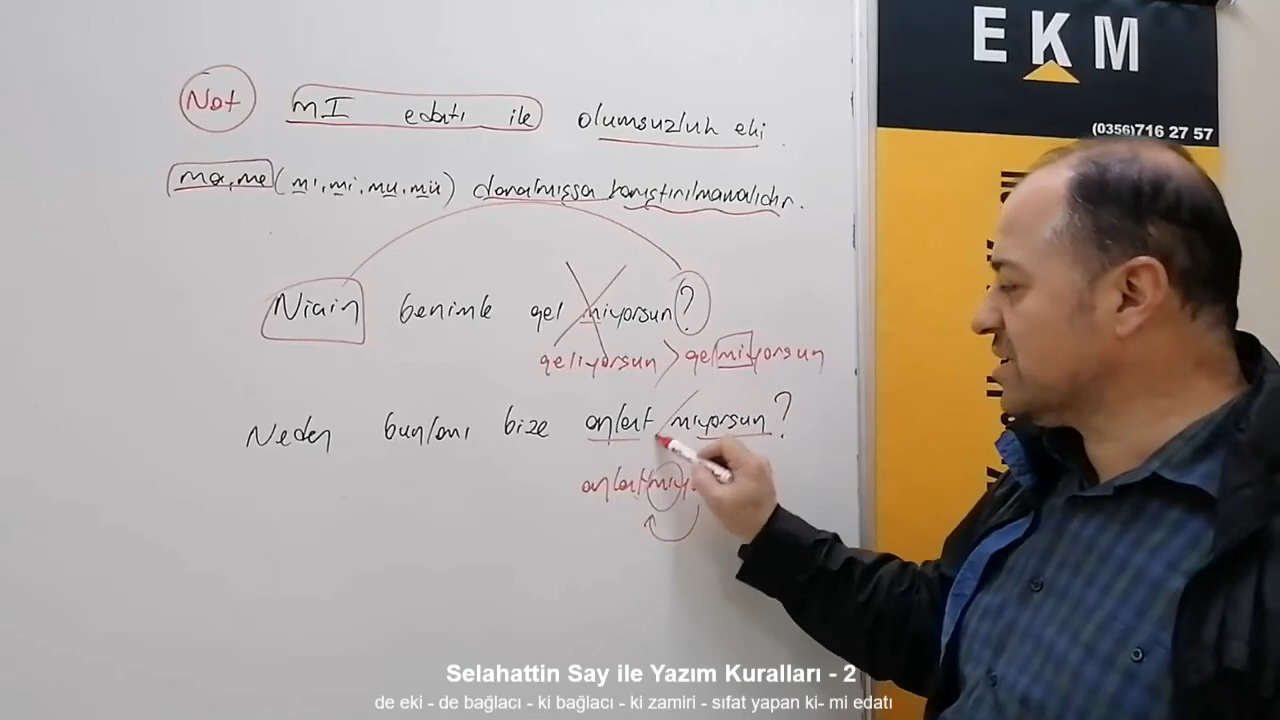 EKM
(0356)716 27 57
Not mI edatı ile olumsuzluk eki.
ma, me (mı, mi, mu, mü) daralmışsa karıştırılmamalıdır.
Niçin benimle gel miyorsun?
geliyorsun > gelmiyorsun
Neden bunları bize anlat mıyorsun?
anlatmıy
Selahattin Say ile Yazım Kuralları - 2
de eki - de bağlacı - ki bağlacı - ki zamiri - sıfat yapan ki- mi edatı